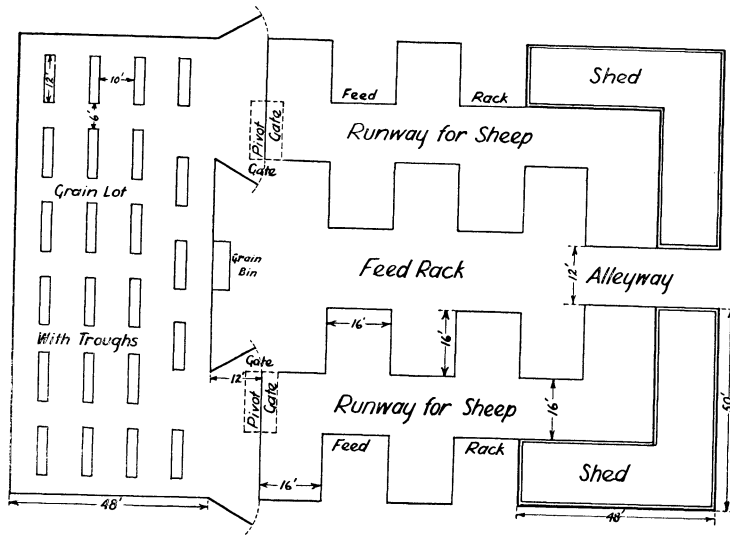 12'
10'
6'
Grain Lot
With Troughs
48'
Feed
Rack
Shed
Runway for Sheep
Pivot
Gate
Gate
Grain
Bin
Feed Rack
12'
Alleyway
16'
16'
Gate
12'
Pivot
Gate
Runway for Sheep
16'
Feed
Rack
16'
Shed
48'